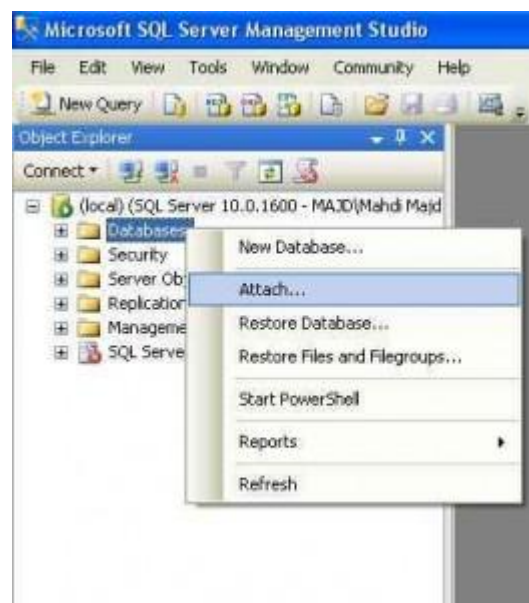 Microsoft SQL Server Management Studio
File Edit View Tools Window Community Help
New Query
Object Explorer
Connect
(local) (SQL Server 10.0.1600 - MAJD\Mahdi Majd
Databases
Security
Server Ob
Replication
Manageme
SQL Serve
New Database...
Attach...
Restore Database...
Restore Files and Filegroups...
Start PowerShell
Reports
Refresh